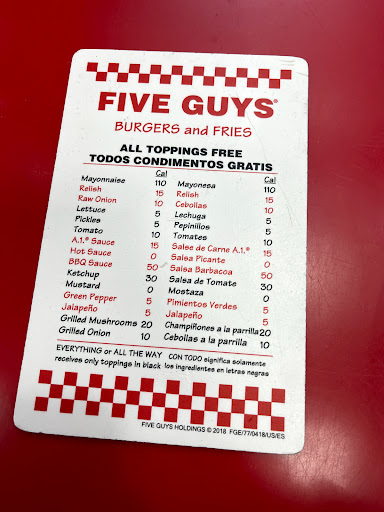 FIVE GUYS®
BURGERS and FRIES
ALL TOPPINGS FREE
TODOS CONDIMENTOS GRATIS
Cal Cal
Mayonnaise 110 Mayonesa 110
Relish 15 Relish 15
Raw Onion 10 Cebollas 10
Lettuce 5 Lechuga 5
Pickles 5 Pepinillos 5
Tomato 10 Tomates 10
A.1.® Sauce 15 Salse de Carne A.1.® 15
Hot Sauce 0 Salsa Picante 0
BBQ Sauce 50 Salsa Barbacoa 50
Ketchup 30 Salsa de Tomate 30
Mustard 0 Mostaza 0
Green Pepper 5 Pimientos Verdes 5
Jalapeño 5 Jalapeño 5
Grilled Mushrooms 20 Champiñones a la parrilla 20
Grilled Onion 10 Cebollas a la parrilla 10
EVERYTHING or ALL THE WAY CON TODO significa solamente
receives only toppings in black los ingredientes en letras negras
FIVE GUYS HOLDINGS © 2018 FGE/77/0418/US/ES